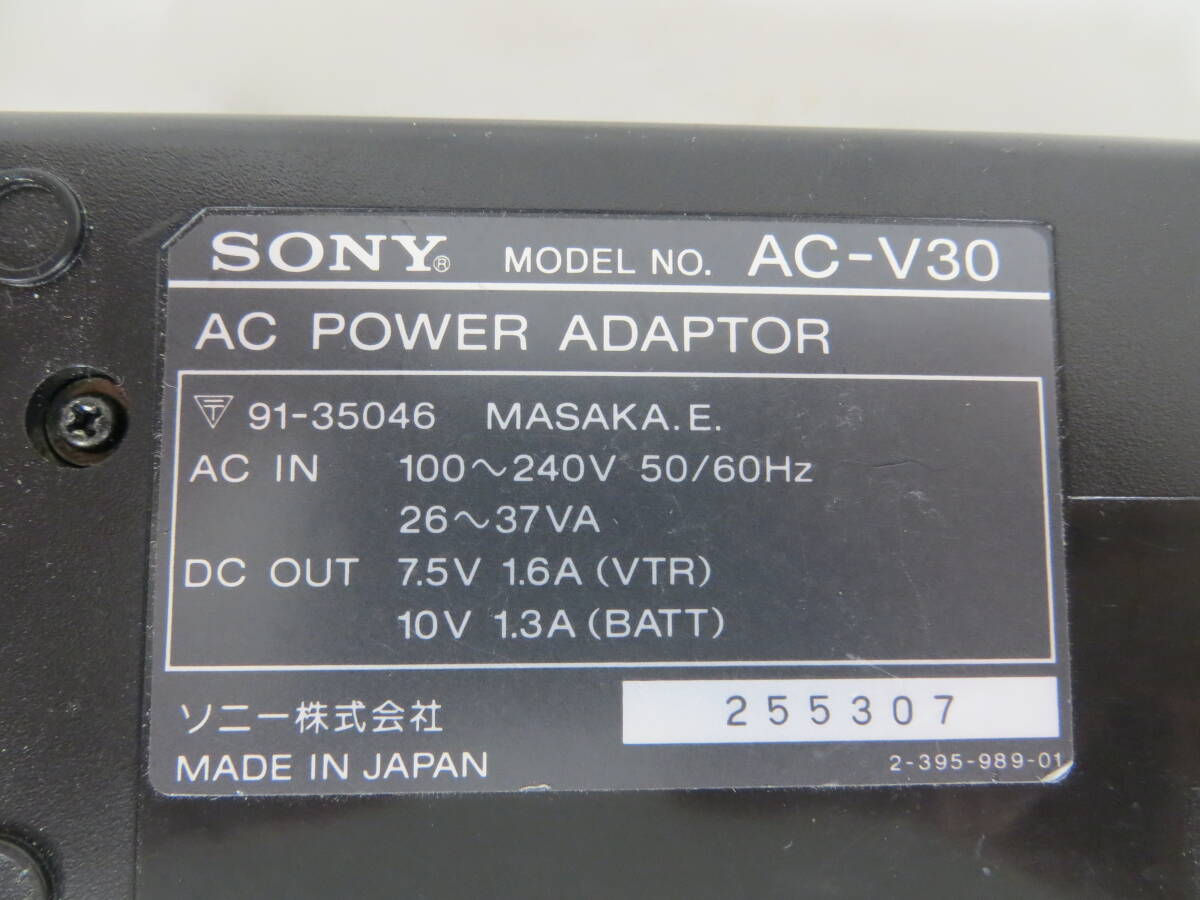 SONY® MODEL NO. AC-V30
AC POWER ADAPTOR
〒 91-35046 MASAKA.E.
AC IN 100～240V 50/60Hz
26～37VA
DC OUT 7.5V 1.6A (VTR)
10V 1.3A (BATT)
ソニー株式会社
255307
MADE IN JAPAN
2-395-989-01